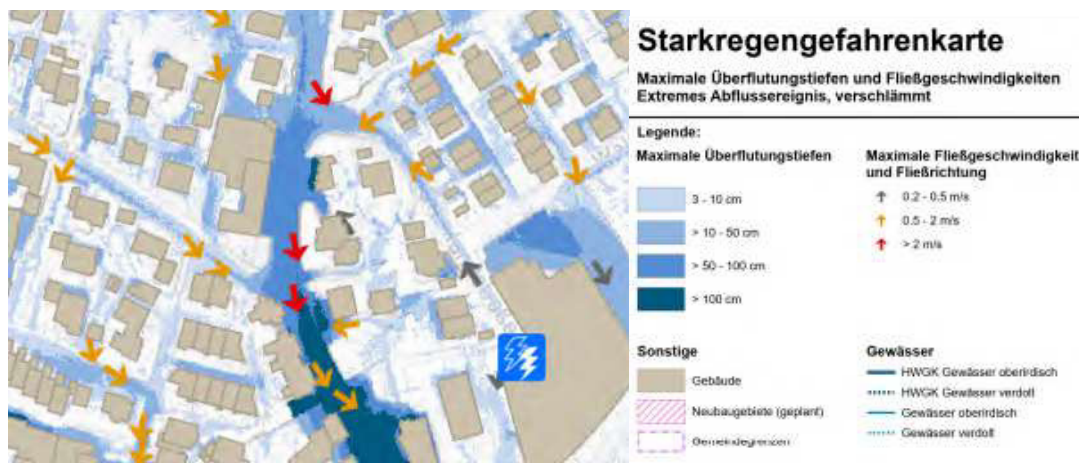 Starkregengefahrenkarte
Maximale Überflutungstiefen und Fließgeschwindigkeiten
Extremes Abflussereignis, verschlämmt
Legende:
Maximale Überflutungstiefen
3 - 10 cm
> 10 - 50 cm
> 50 - 100 cm
> 100 cm
Maximale Fließgeschwindigkeit
und Fließrichtung
0.2 - 0.5 m/s
0.5 - 2 m/s
> 2 m/s
Sonstige
Gebäude
Neubaugebiete (geplant)
Gemeindegrenzen
Gewässer
HWGK Gewässer oberirdisch
HWGK Gewässer verdolt
Gewässer oberirdisch
Gewässer verdolt